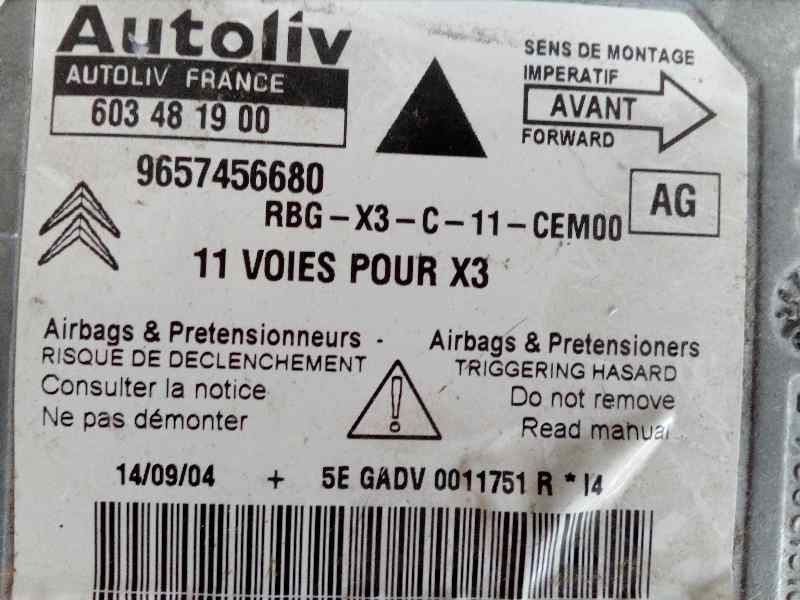 Autoliv
AUTOLIV FRANCE
603 48 19 00
SENS DE MONTAGE
IMPERATIF
AVANT
FORWARD
9657456680
AG
RBG-X3-C-11-CEM00
11 VOIES POUR X3
Airbags & Pretensionneurs -
RISQUE DE DECLENCHEMENT
Consulter la notice
Ne pas démonter
!
Airbags & Pretensioners
TRIGGERING HASARD
Do not remove
Read manual
14/09/04 + 5E GADV 0011751 R * I4